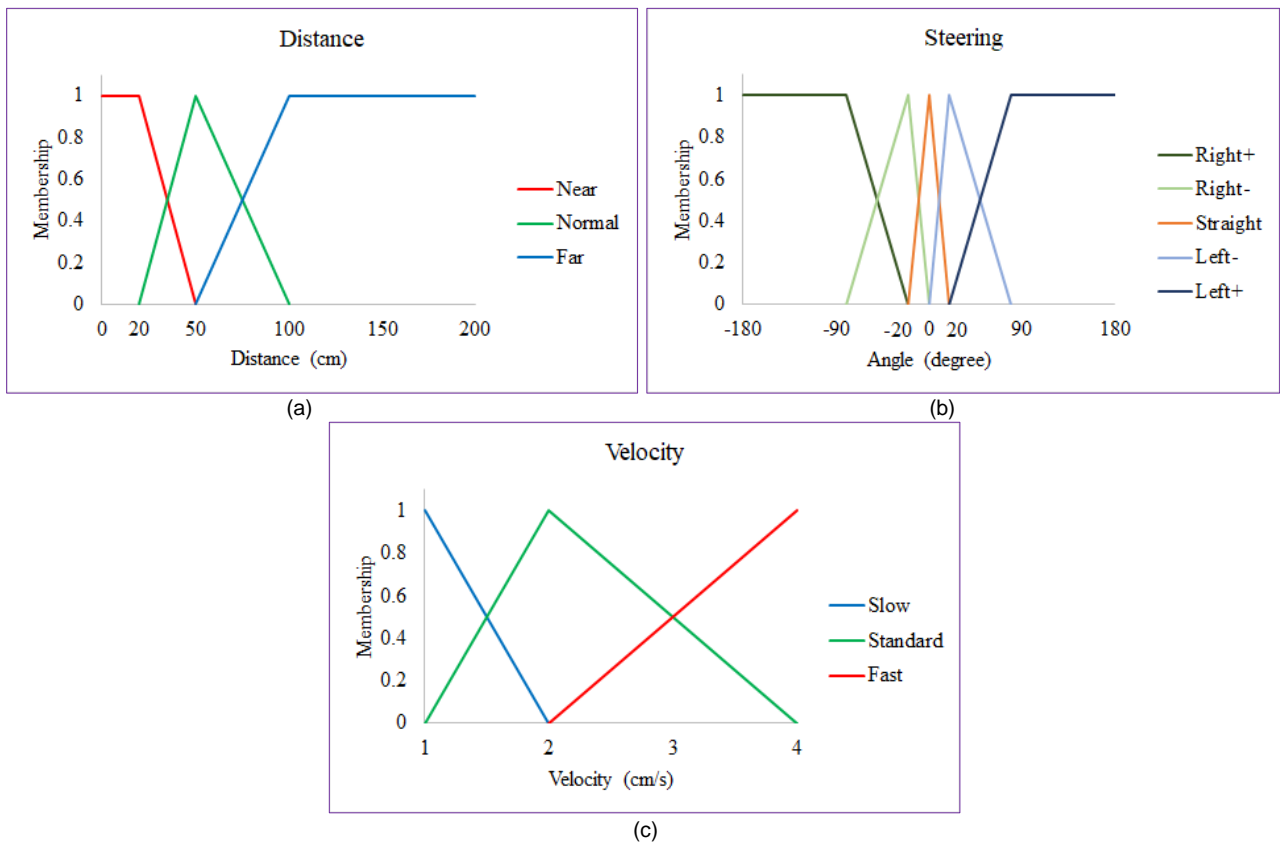 Distance
Membership
1
0.8
0.6
0.4
0.2
0
0 20 50 100 150 200
Distance (cm)
Near
Normal
Far
(a)
Steering
Membership
1
0.8
0.6
0.4
0.2
0
-180 -90 -20 0 20 90 180
Angle (degree)
Right+
Right-
Straight
Left-
Left+
(b)
Velocity
Membership
1
0.8
0.6
0.4
0.2
0
1 2 3 4
Velocity (cm/s)
Slow
Standard
Fast
(c)